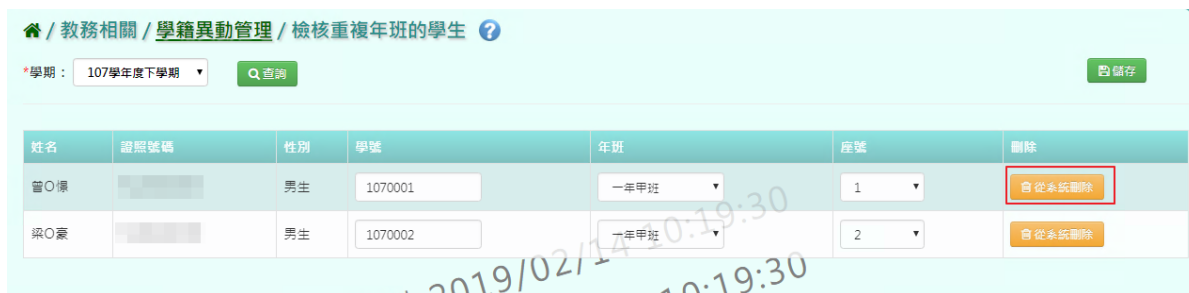 / 教務相關 / 學籍異動管理 / 檢核重複年班的學生 ?
*學期: 107學年度下學期 查詢 儲存
姓名 證照號碼 性別 學號 年班 座號 刪除
曾O憬 男生 1070001 一年甲班 1 會從系統刪除
梁O豪 男生 1070002 一年甲班 2 會從系統刪除
10:19:30
2019/02/14 10:19:30